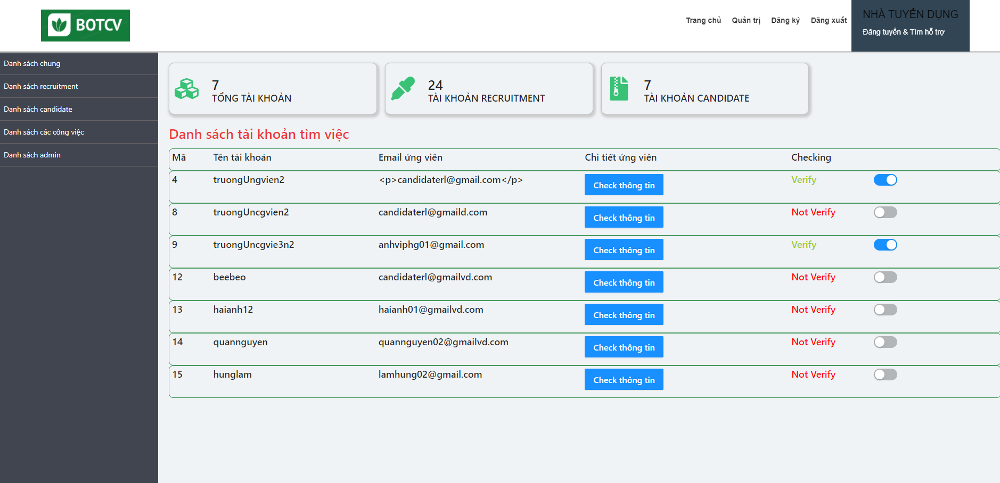 BOTCV
Trang chủ Quản trị Đăng ký Đăng xuất
NHÀ TUYỂN DỤNG
Đăng tuyển & Tìm hỗ trợ
Danh sách chung
Danh sách recruitment
Danh sách candidate
Danh sách các công việc
Danh sách admin
7
TỔNG TÀI KHOẢN
24
TÀI KHOẢN RECRUITMENT
7
TÀI KHOẢN CANDIDATE
Danh sách tài khoản tìm việc
Mã Tên tài khoản Email ứng viên Chi tiết ứng viên Checking
4 truongUngvien2 <p>candidaterl@gmail.com</p> Check thông tin Verify
8 truongUncgvien2 candidaterl@gmaild.com Check thông tin Not Verify
9 truongUncgvie3n2 anhviphg01@gmail.com Check thông tin Verify
12 beebeo candidaterl@gmailvd.com Check thông tin Not Verify
13 haianh12 haianh01@gmailvd.com Check thông tin Not Verify
14 quannguyen quannguyen02@gmailvd.com Check thông tin Not Verify
15 hunglam lamhung02@gmail.com Check thông tin Not Verify